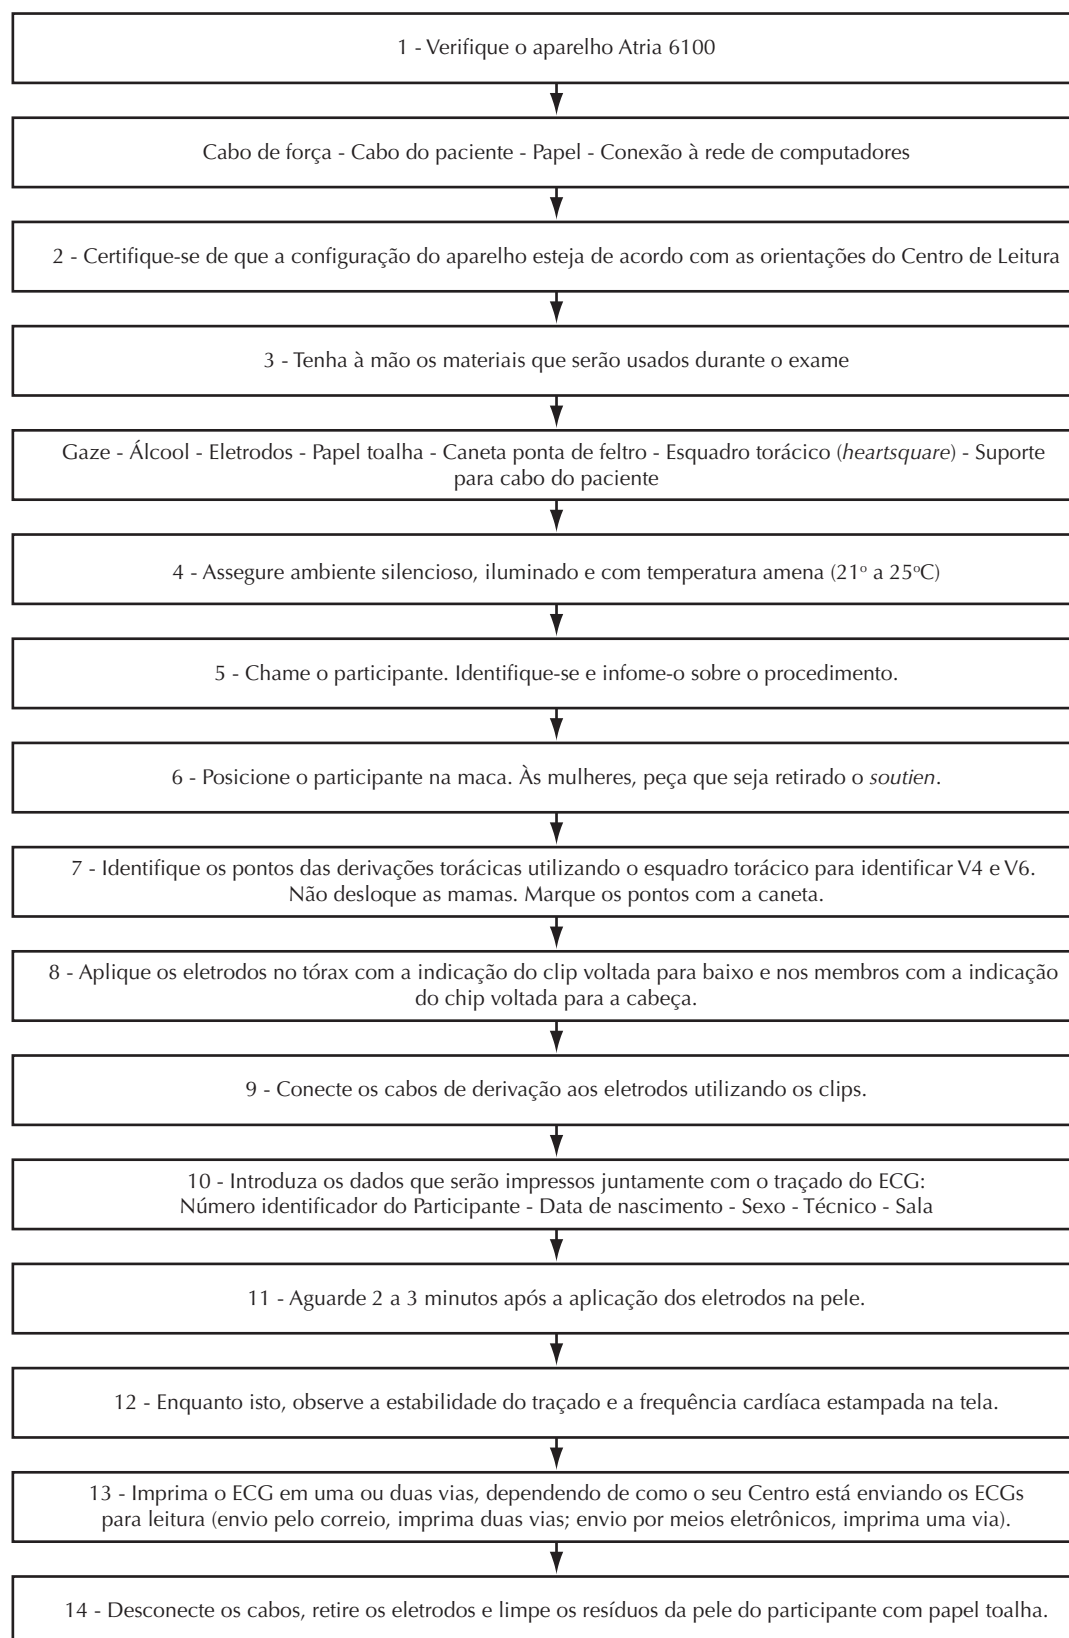 1 - Verifique o aparelho Atria 6100
Cabo de força - Cabo do paciente - Papel - Conexão à rede de computadores
2 - Certifique-se de que a configuração do aparelho esteja de acordo com as orientações do Centro de Leitura
3 - Tenha à mão os materiais que serão usados durante o exame
Gaze - Álcool - Eletrodos - Papel toalha - Caneta ponta de feltro - Esquadro torácico (heartsquare) - Suporte
para cabo do paciente
4 - Assegure ambiente silencioso, iluminado e com temperatura amena (21º a 25ºC)
5 - Chame o participante. Identifique-se e infome-o sobre o procedimento.
6 - Posicione o participante na maca. Às mulheres, peça que seja retirado o soutien.
7 - Identifique os pontos das derivações torácicas utilizando o esquadro torácico para identificar V4 e V6.
Não desloque as mamas. Marque os pontos com a caneta.
8 - Aplique os eletrodos no tórax com a indicação do clip voltada para baixo e nos membros com a indicação
do chip voltada para a cabeça.
9 - Conecte os cabos de derivação aos eletrodos utilizando os clips.
10 - Introduza os dados que serão impressos juntamente com o traçado do ECG:
Número identificador do Participante - Data de nascimento - Sexo - Técnico - Sala
11 - Aguarde 2 a 3 minutos após a aplicação dos eletrodos na pele.
12 - Enquanto isto, observe a estabilidade do traçado e a frequência cardíaca estampada na tela.
13 - Imprima o ECG em uma ou duas vias, dependendo de como o seu Centro está enviando os ECGs
para leitura (envio pelo correio, imprima duas vias; envio por meios eletrônicos, imprima uma via).
14 - Desconecte os cabos, retire os eletrodos e limpe os resíduos da pele do participante com papel toalha.